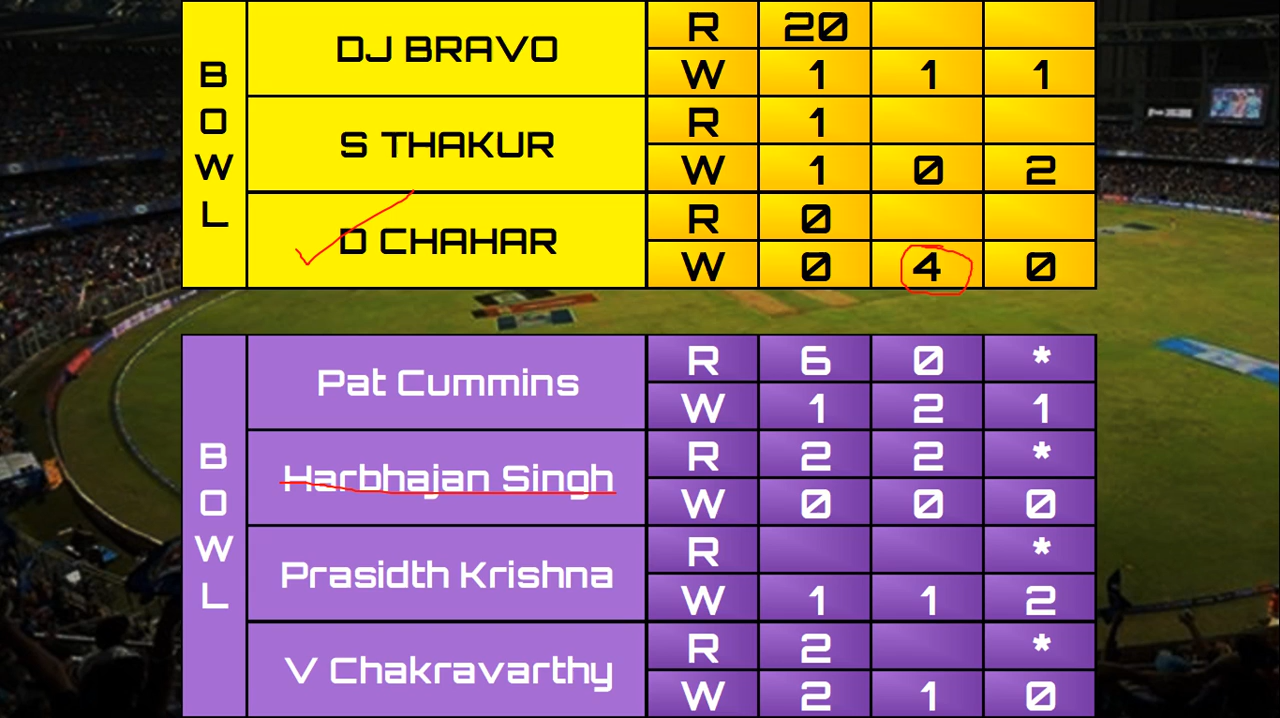 BOWL
DJ BRAVO
R 20
W 1 1 1
S THAKUR
R 1
W 1 0 2
D CHAHAR
R 0
W 0 4 0
BOWL
Pat Cummins
R 6 0 *
W 1 2 1
Harbhajan Singh
R 2 2 *
W 0 0 0
Prasidth Krishna
R *
W 1 1 2
V Chakravarthy
R 2 *
W 2 1 0